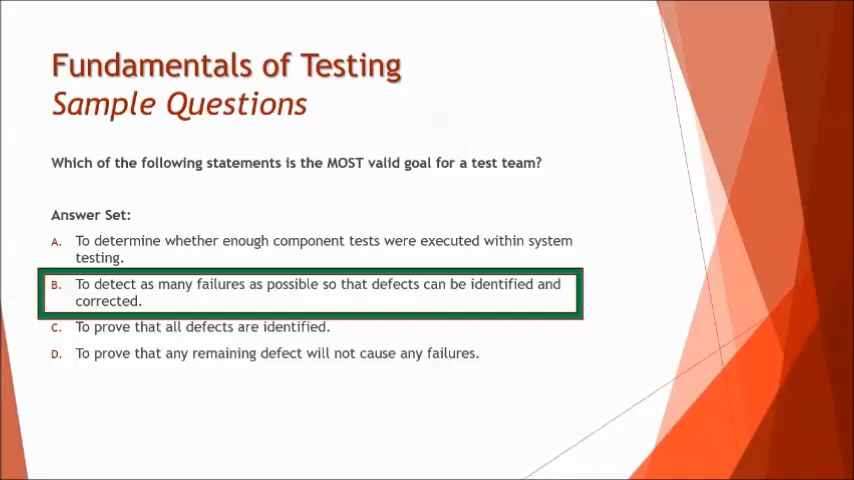 Fundamentals of Testing
Sample Questions
Which of the following statements is the MOST valid goal for a test team?
Answer Set:
A. To determine whether enough component tests were executed within system
testing.
B. To detect as many failures as possible so that defects can be identified and
corrected.
C. To prove that all defects are identified.
D. To prove that any remaining defect will not cause any failures.